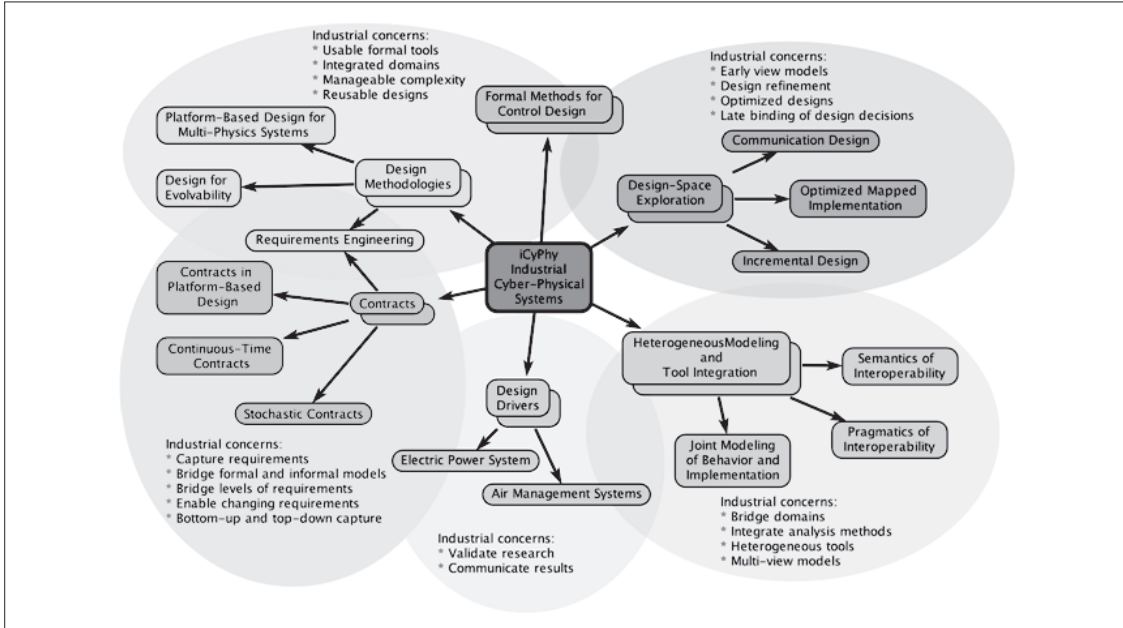 Industrial concerns:
* Usable formal tools
* Integrated domains
* Manageable complexity
* Reusable designs
Formal Methods for
Control Design
Industrial concerns:
* Early view models
* Design refinement
* Optimized designs
* Late binding of design decisions
Platform-Based Design for
Multi-Physics Systems
Design for
Evolvability
Design
Methodologies
Requirements Engineering
Communication Design
Design-Space
Exploration
Optimized Mapped
Implementation
Incremental Design
iCyPhy
Industrial
Cyber-Physical
Systems
Contracts in
Platform-Based
Design
Contracts
Continuous-Time
Contracts
Stochastic Contracts
Industrial concerns:
* Capture requirements
* Bridge formal and informal models
* Bridge levels of requirements
* Enable changing requirements
* Bottom-up and top-down capture
Design
Drivers
Electric Power System
Air Management Systems
Industrial concerns:
* Validate research
* Communicate results
HeterogeneousModeling
and
Tool Integration
Semantics of
Interoperability
Pragmatics of
Interoperability
Joint Modeling
of Behavior and
Implementation
Industrial concerns:
* Bridge domains
* Integrate analysis methods
* Heterogeneous tools
* Multi-view models